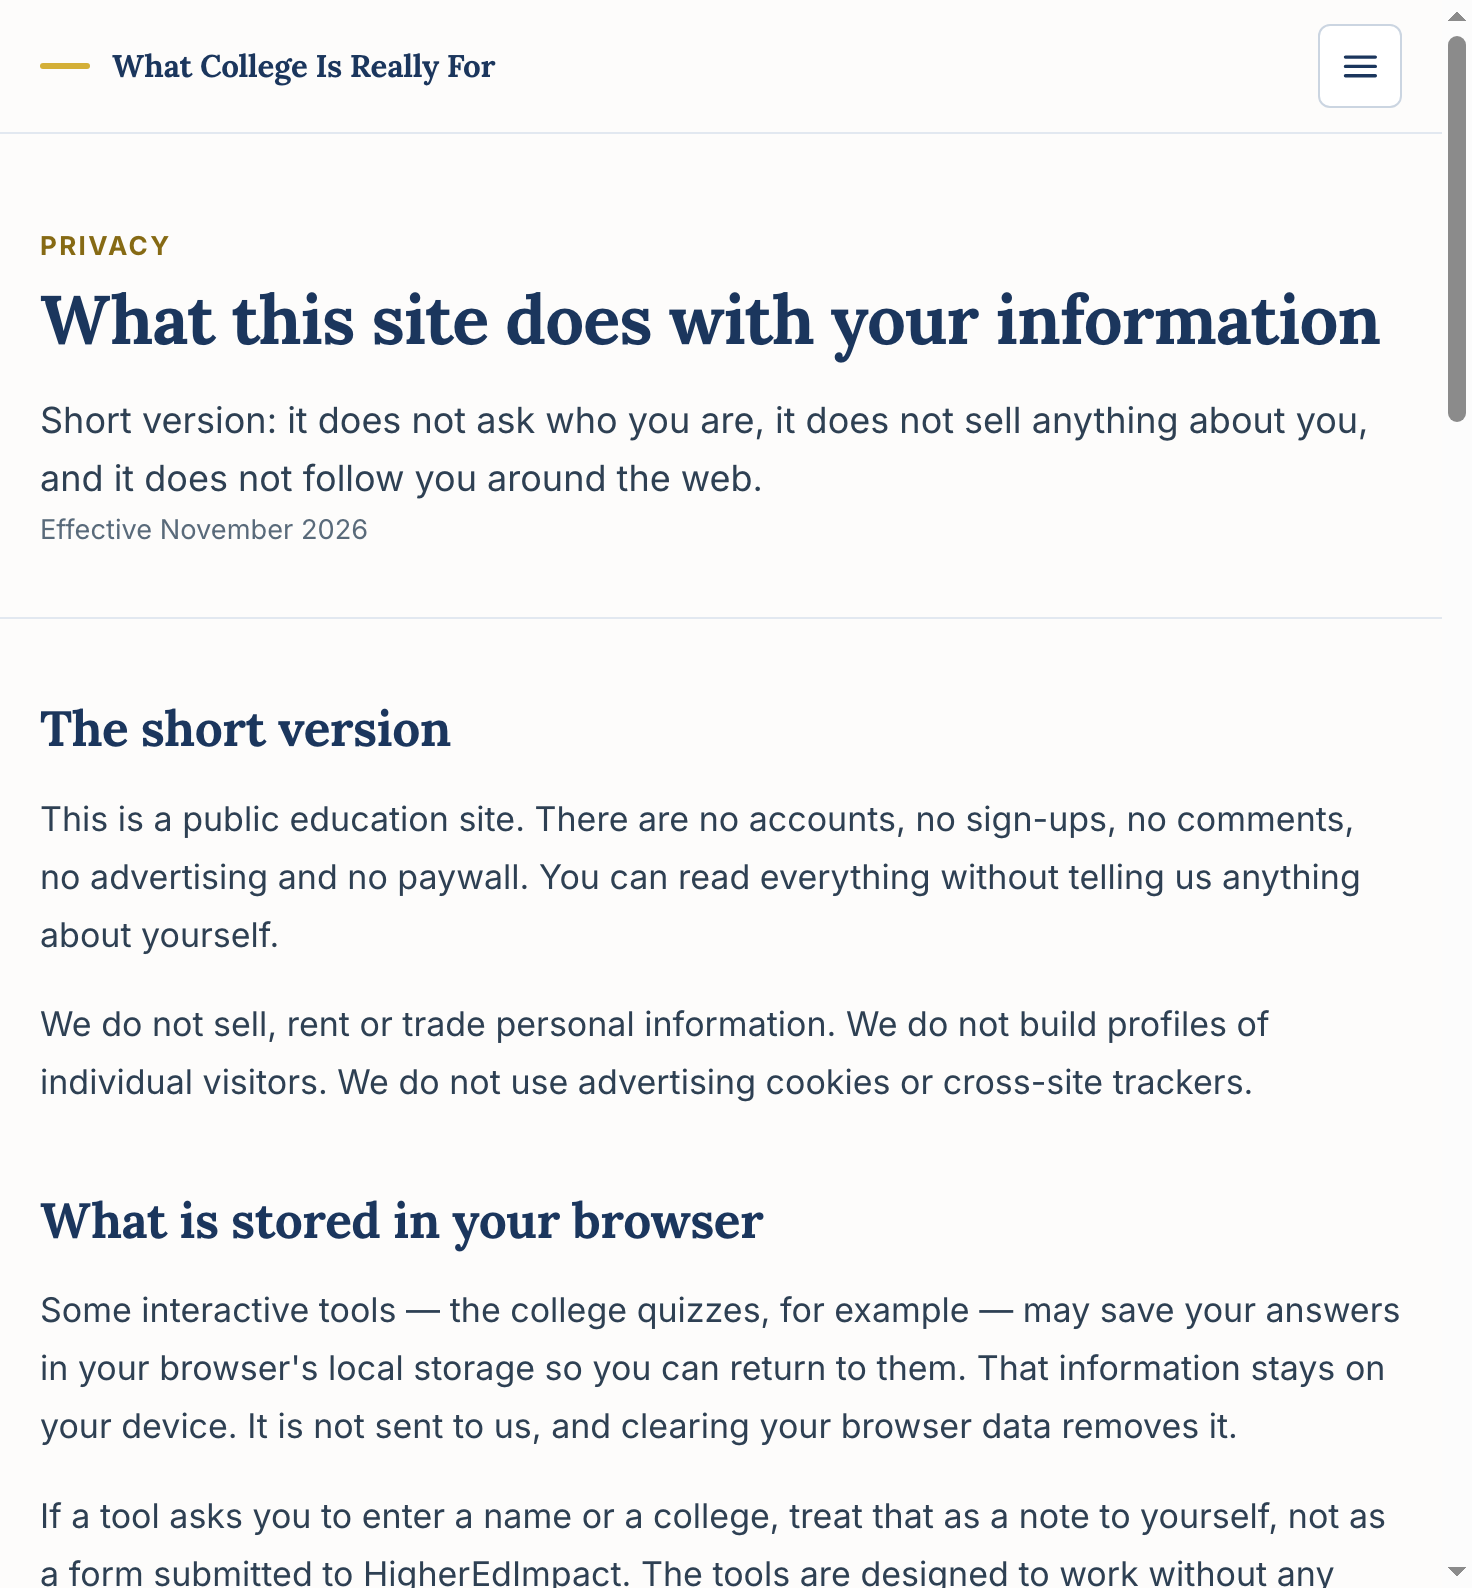 What College Is Really For
PRIVACY
What this site does with your information
Short version: it does not ask who you are, it does not sell anything about you,
and it does not follow you around the web.
Effective November 2026
The short version
This is a public education site. There are no accounts, no sign-ups, no comments,
no advertising and no paywall. You can read everything without telling us anything
about yourself.
We do not sell, rent or trade personal information. We do not build profiles of
individual visitors. We do not use advertising cookies or cross-site trackers.
What is stored in your browser
Some interactive tools — the college quizzes, for example — may save your answers
in your browser's local storage so you can return to them. That information stays on
your device. It is not sent to us, and clearing your browser data removes it.
If a tool asks you to enter a name or a college, treat that as a note to yourself, not as
a form submitted to HigherEdImpact. The tools are designed to work without any